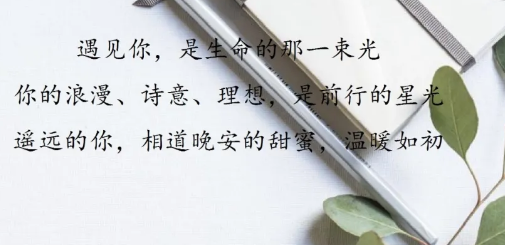 遇见你，是生命的那一束光
你的浪漫、诗意、理想，是前行的星光
遥远的你，相道晚安的甜蜜，温暖如初